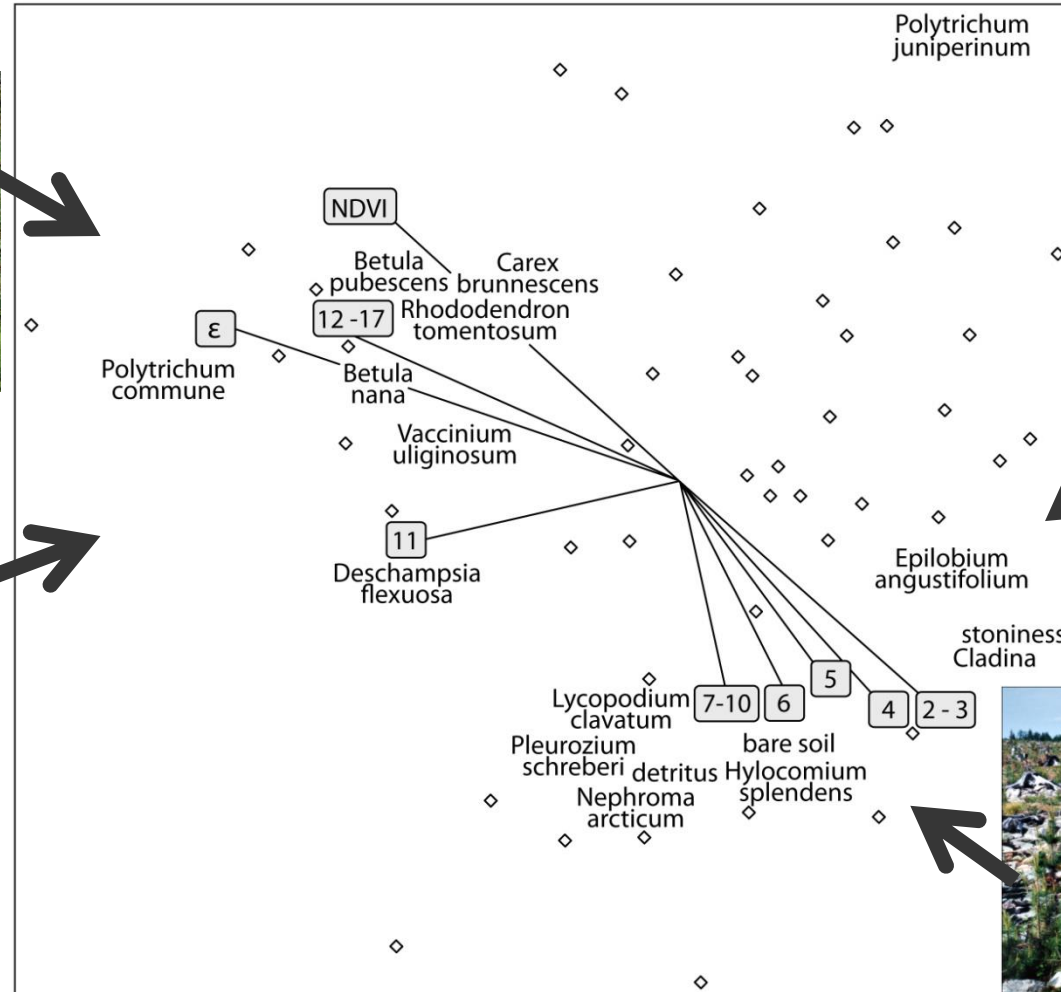 Polytrichum
juniperinum
NDVI
Betula
pubescens
Carex
brunnescens
12 -17
Rhododendron
tomentosum
ε
Polytrichum
commune
Betula
nana
Vaccinium
uliginosum
11
Deschampsia
flexuosa
Epilobium
angustifolium
stoniness
Cladina
5
7-10
6
4
2 - 3
Lycopodium
clavatum
bare soil
Pleurozium
schreberi
detritus
Hylocomium
splendens
Nephroma
arcticum